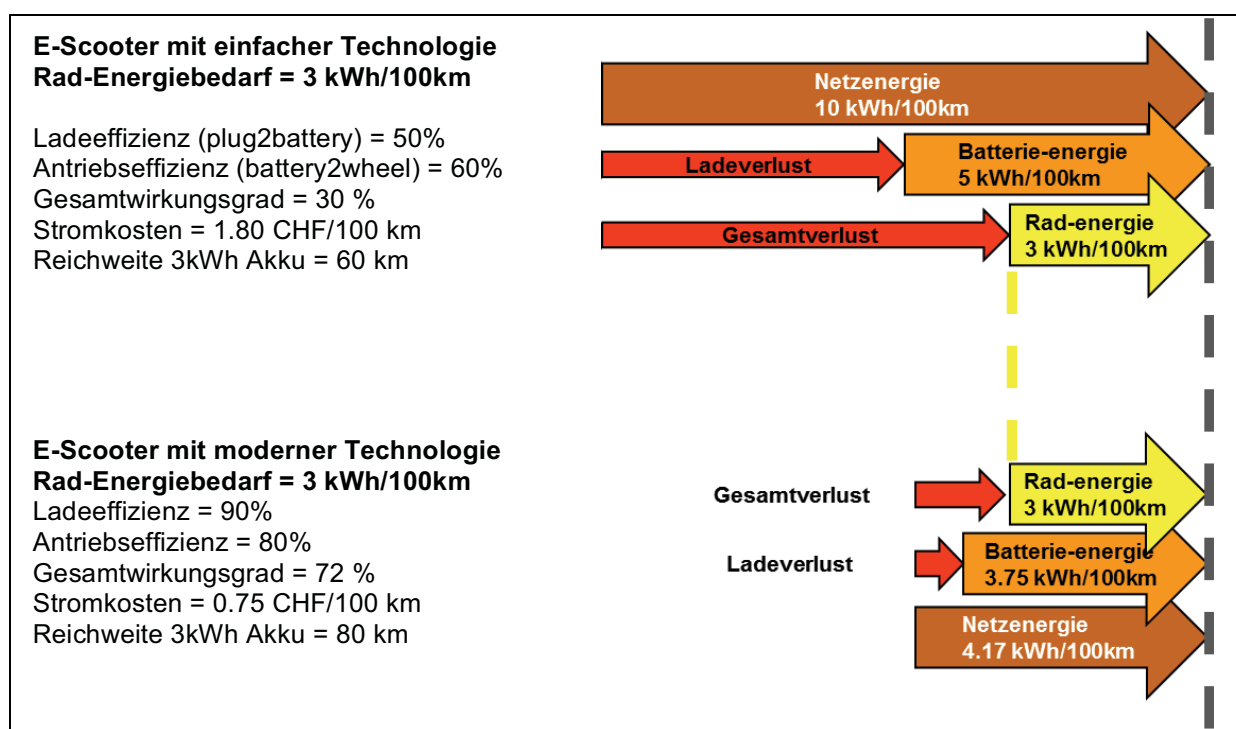 E-Scooter mit einfacher Technologie
Rad-Energiebedarf = 3 kWh/100km
Ladeeffizienz (plug2battery) = 50%
Antriebseffizienz (battery2wheel) = 60%
Gesamtwirkungsgrad = 30 %
Stromkosten = 1.80 CHF/100 km
Reichweite 3kWh Akku = 60 km
Netzenergie
10 kWh/100km
Ladeverlust
Batterie-energie
5 kWh/100km
Gesamtverlust
Rad-energie
3 kWh/100km
E-Scooter mit moderner Technologie
Rad-Energiebedarf = 3 kWh/100km
Ladeeffizienz = 90%
Antriebseffizienz = 80%
Gesamtwirkungsgrad = 72 %
Stromkosten = 0.75 CHF/100 km
Reichweite 3kWh Akku = 80 km
Gesamtverlust
Rad-energie
3 kWh/100km
Ladeverlust
Batterie-energie
3.75 kWh/100km
Netzenergie
4.17 kWh/100km